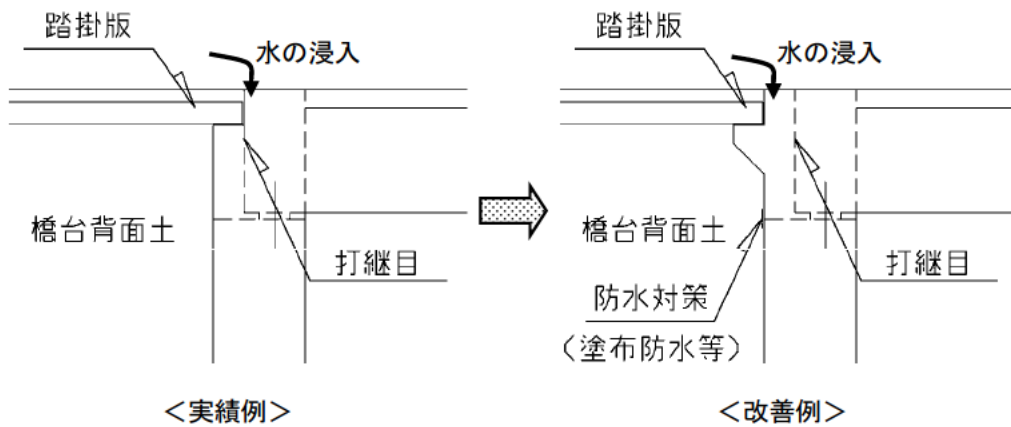 踏掛版
水の浸入
橋台背面土
打継目
＜実績例＞
踏掛版
水の浸入
橋台背面土
打継目
防水対策
（塗布防水等）
＜改善例＞